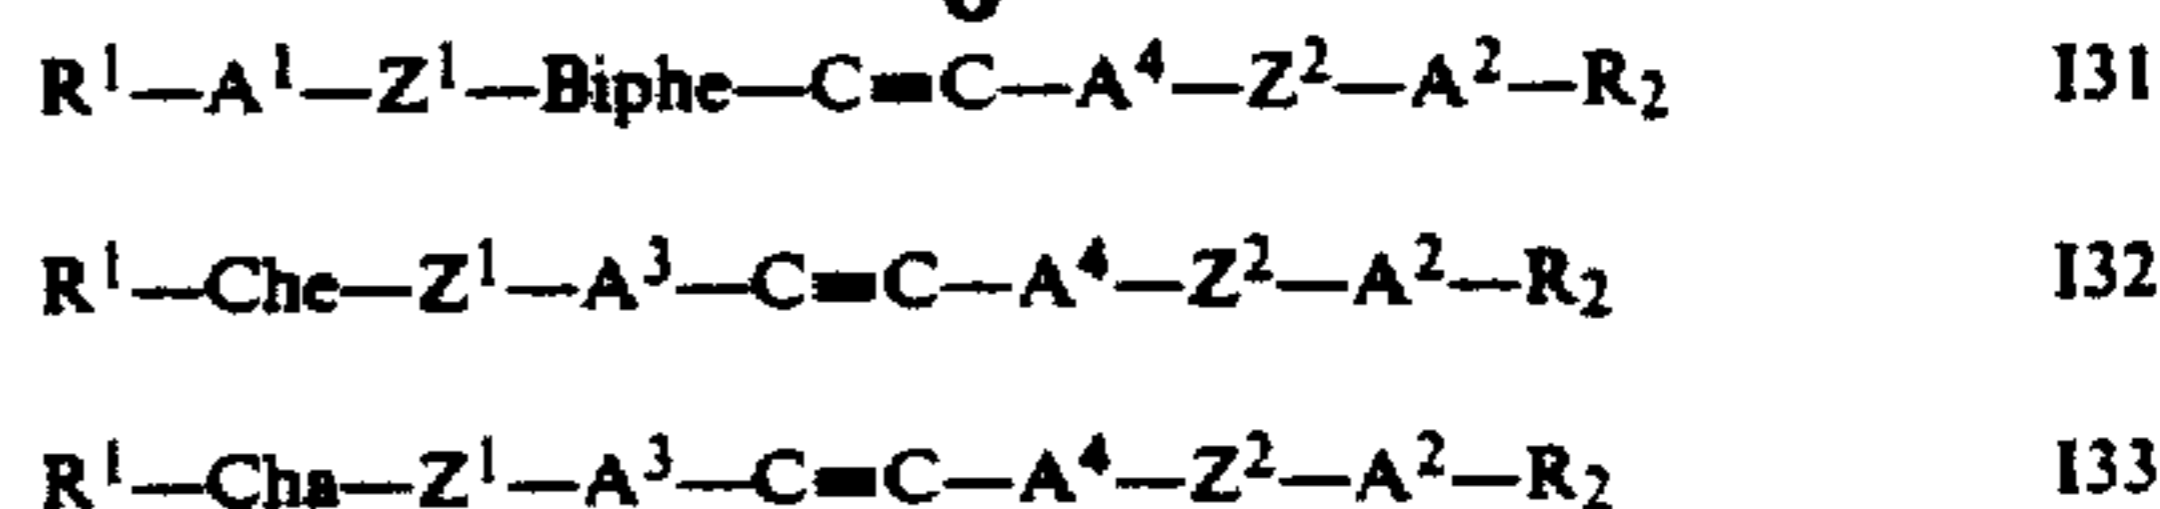 R¹—A¹—Z¹—Biphe—C≡C—A⁴—Z²—A²—R₂ I31
R¹—Che—Z¹—A³—C≡C—A⁴—Z²—A²—R₂ I32
R¹—Cha—Z¹—A³—C≡C—A⁴—Z²—A²—R₂ I33